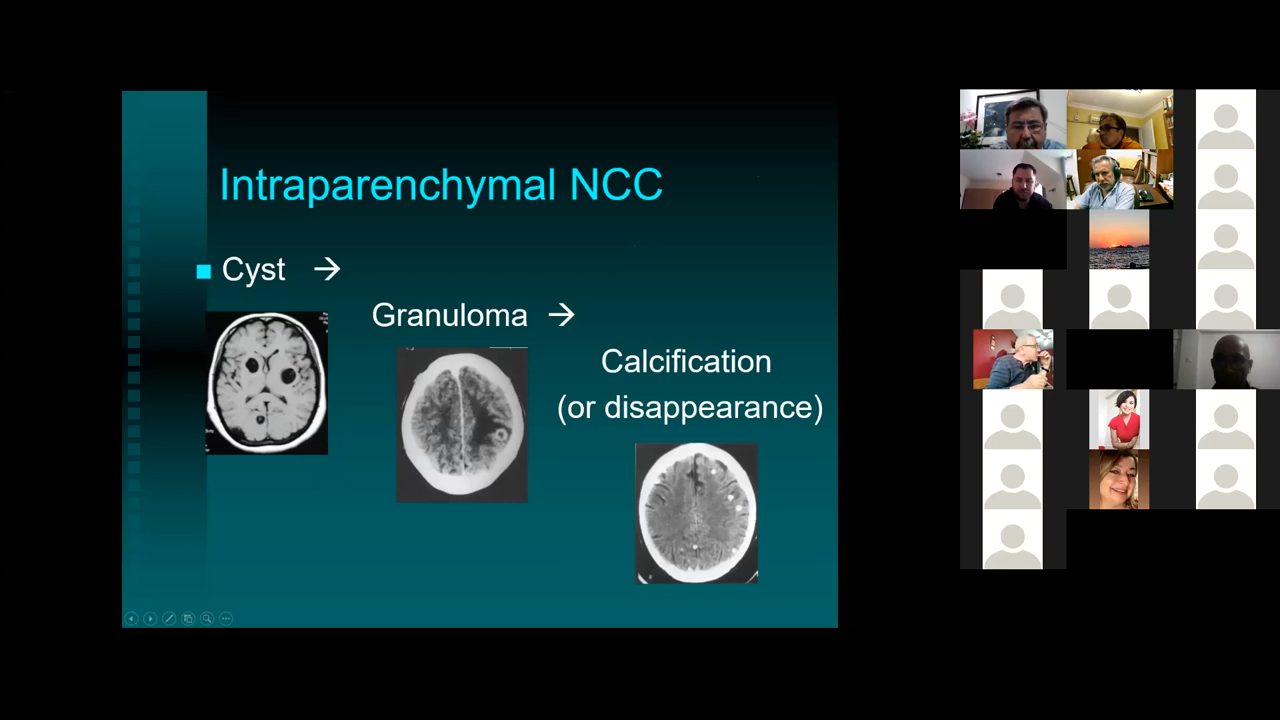 Intraparenchymal NCC
Cyst →
Granuloma →
Calcification
(or disappearance)